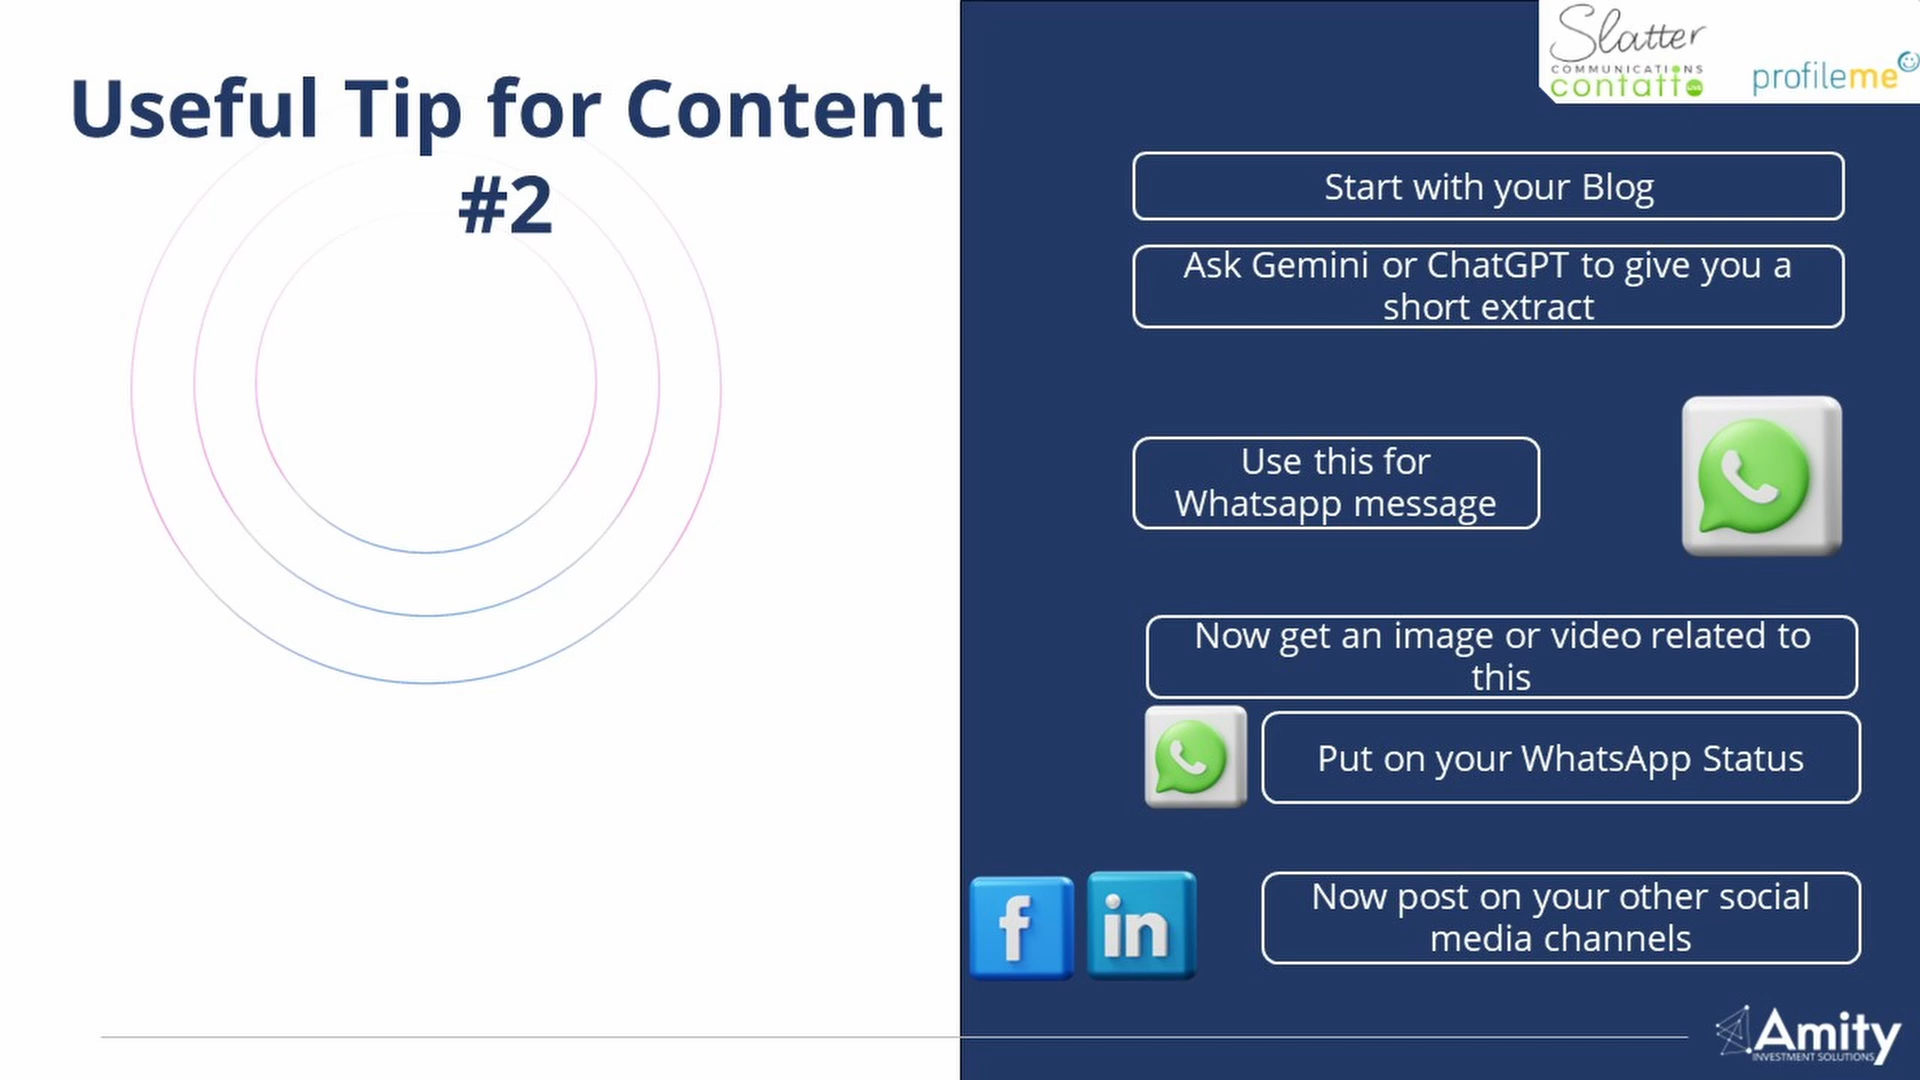 Useful Tip for Content
#2
Slatter
COMMUNICATIONS
contatto
LIVE
profileme
Start with your Blog
Ask Gemini or ChatGPT to give you a
short extract
Use this for
Whatsapp message
Now get an image or video related to
this
Put on your WhatsApp Status
f
in
Now post on your other social
media channels
Amity
INVESTMENT SOLUTIONS